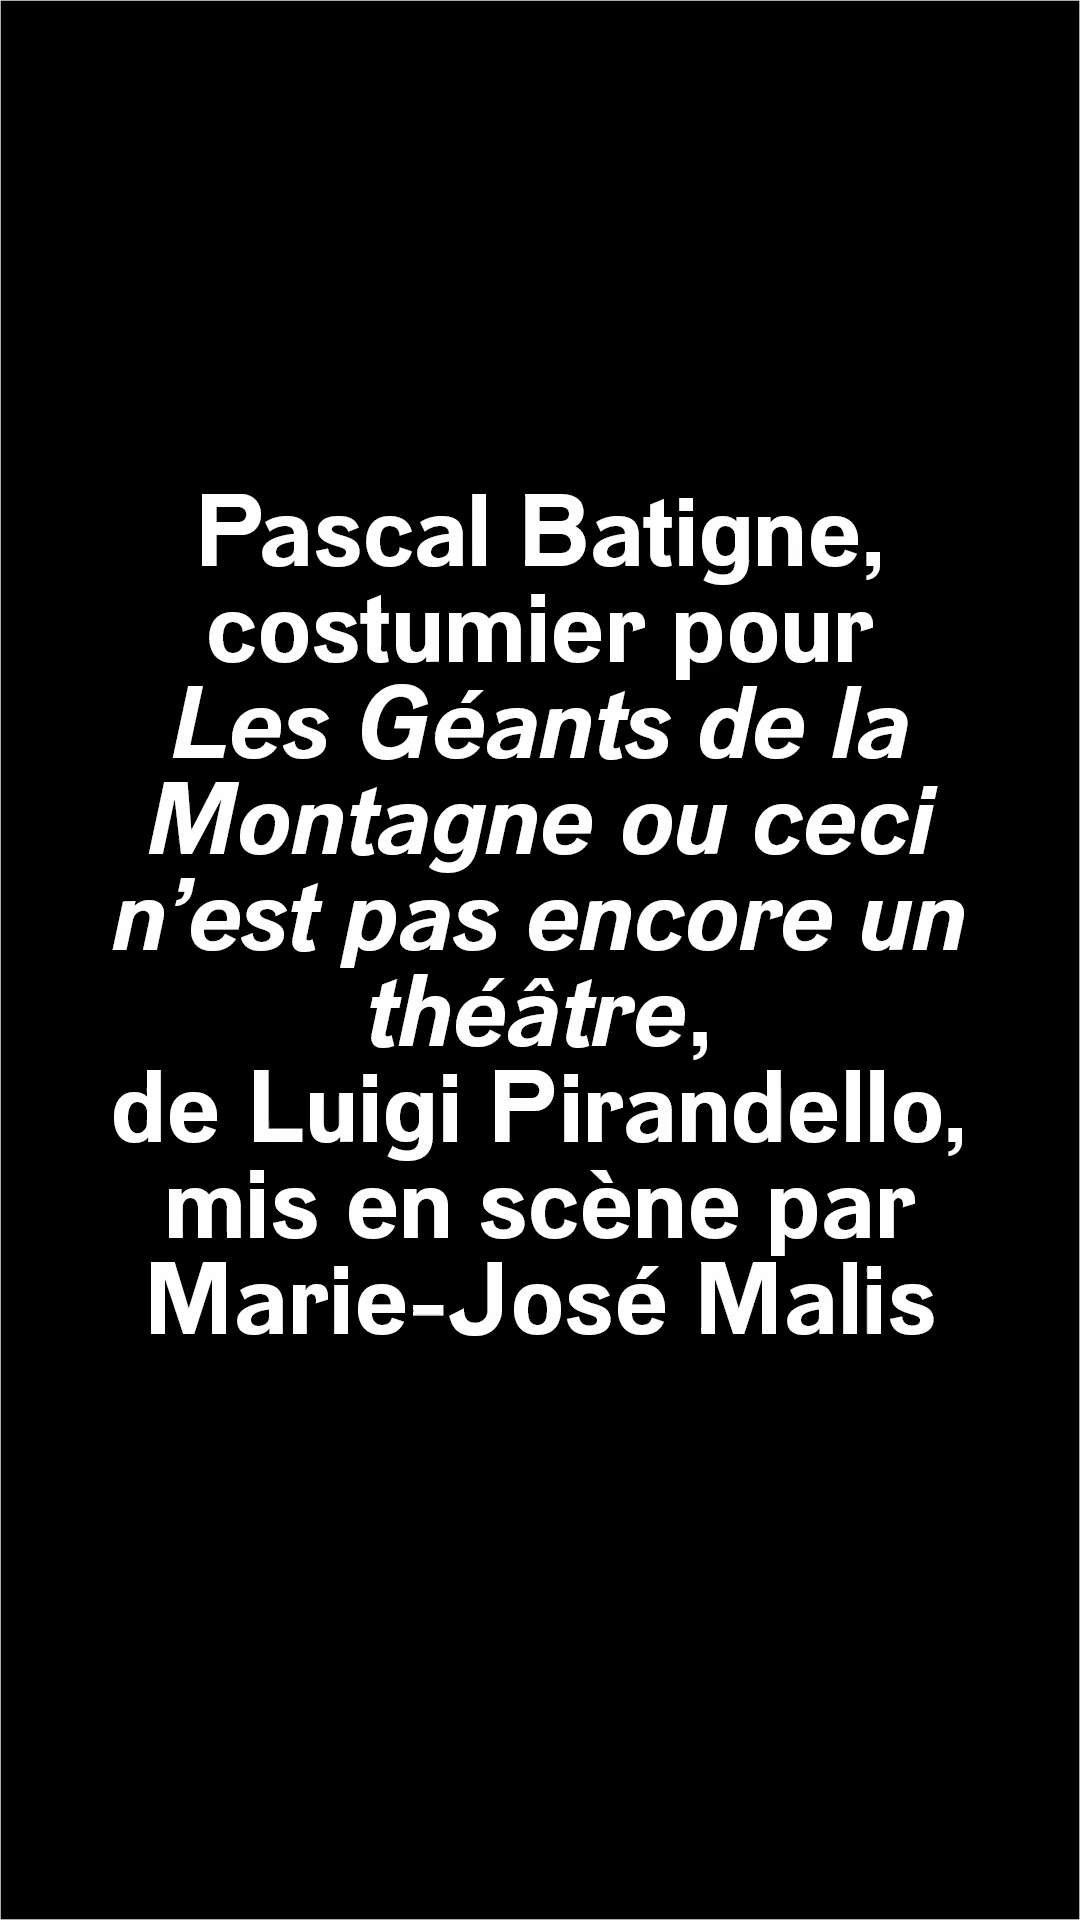 Pascal Batigne,
costumier pour
Les Géants de la
Montagne ou ceci
n’est pas encore un
théâtre,
de Luigi Pirandello,
mis en scène par
Marie-José Malis